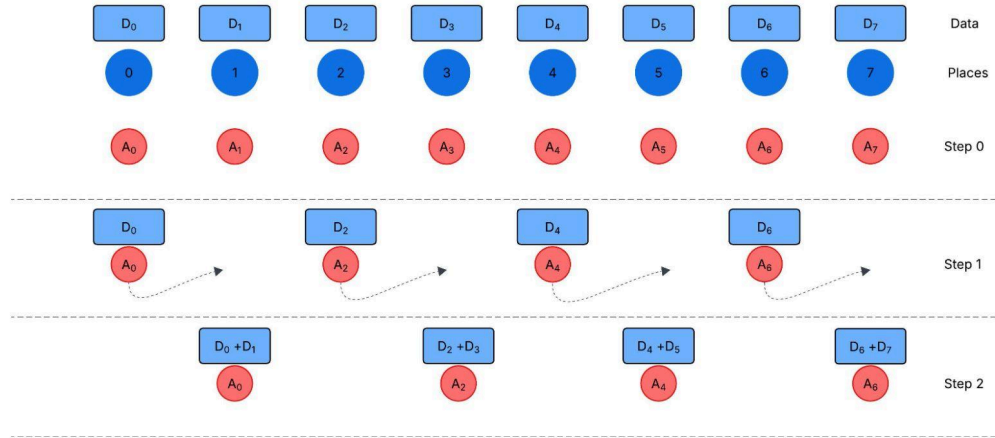 D₀ D₁ D₂ D₃ D₄ D₅ D₆ D₇ Data
0 1 2 3 4 5 6 7 Places
A₀ A₁ A₂ A₃ A₄ A₅ A₆ A₇ Step 0
D₀ D₂ D₄ D₆
A₀ A₂ A₄ A₆ Step 1
D₀ +D₁ D₂ +D₃ D₄ +D₅ D₆ +D₇
A₀ A₂ A₄ A₆ Step 2